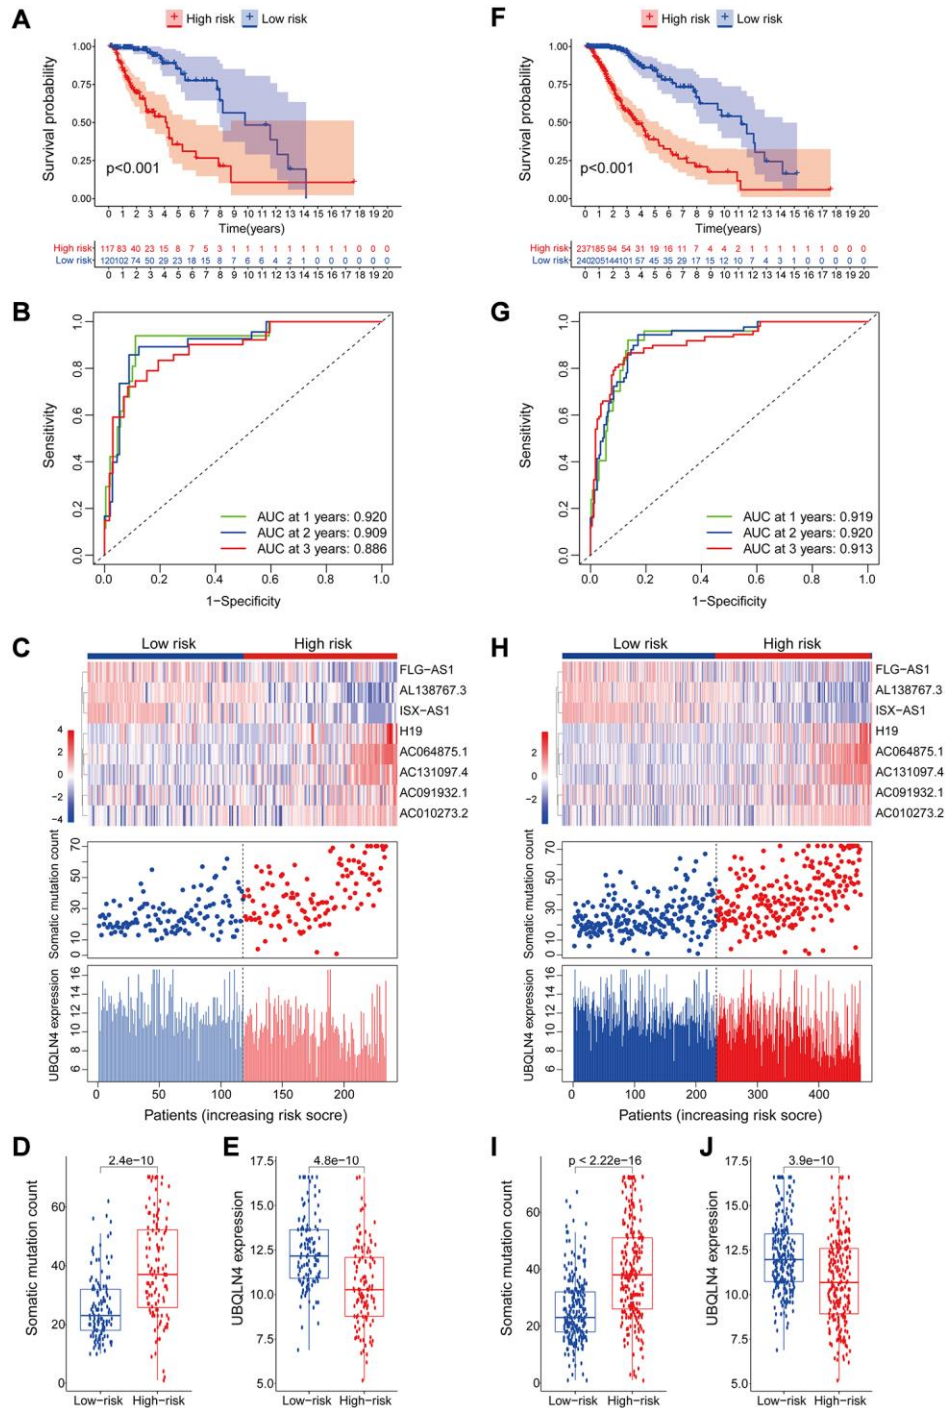 A
High risk Low risk
Survival probability
1.00
0.75
0.50
0.25
0.00
p<0.001
0 1 2 3 4 5 6 7 8 9 10 11 12 13 14 15 16 17 18 19 20
Time(years)
High risk 117 83 40 23 15 8 7 5 3 1 1 1 1 1 1 1 1 1 0 0 0
Low risk 120 102 74 50 29 23 18 15 8 7 6 6 4 2 1 0 0 0 0 0 0
0 1 2 3 4 5 6 7 8 9 10 11 12 13 14 15 16 17 18 19 20
F
High risk Low risk
Survival probability
1.00
0.75
0.50
0.25
0.00
p<0.001
0 1 2 3 4 5 6 7 8 9 10 11 12 13 14 15 16 17 18 19 20
Time(years)
High risk 237 185 94 54 31 19 16 11 7 4 4 2 1 1 1 1 1 1 0 0 0
Low risk 240 205 144 101 57 45 35 29 17 15 12 10 7 4 3 1 0 0 0 0 0
0 1 2 3 4 5 6 7 8 9 10 11 12 13 14 15 16 17 18 19 20
B
Sensitivity
1.0
0.8
0.6
0.4
0.2
0.0
AUC at 1 years: 0.920
AUC at 2 years: 0.909
AUC at 3 years: 0.886
0.0 0.2 0.4 0.6 0.8 1.0
1−Specificity
G
Sensitivity
1.0
0.8
0.6
0.4
0.2
0.0
AUC at 1 years: 0.919
AUC at 2 years: 0.920
AUC at 3 years: 0.913
0.0 0.2 0.4 0.6 0.8 1.0
1−Specificity
C
Low risk High risk
FLG−AS1
AL138767.3
ISX−AS1
H19
AC064875.1
AC131097.4
AC091932.1
AC010273.2
4
2
0
−2
−4
Somatic mutation count
70
50
30
10
0
UBQLN4 expression
16
14
12
10
8
6
0 50 100 150 200
Patients (increasing risk socre)
H
Low risk High risk
FLG−AS1
AL138767.3
ISX−AS1
H19
AC064875.1
AC131097.4
AC091932.1
AC010273.2
2
0
−2
Somatic mutation count
70
50
30
10
0
UBQLN4 expression
16
14
12
10
8
6
0 100 200 300 400
Patients (increasing risk socre)
D
2.4e−10
Somatic mutation count
60
40
20
0
Low−risk High−risk
E
4.8e−10
UBQLN4 expression
17.5
15.0
12.5
10.0
7.5
5.0
Low−risk High−risk
I
p < 2.22e−16
Somatic mutation count
60
40
20
0
Low−risk High−risk
J
3.9e−10
UBQLN4 expression
17.5
15.0
12.5
10.0
7.5
5.0
Low−risk High−risk